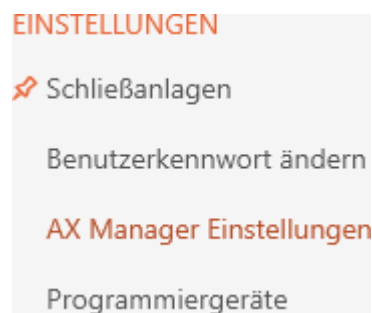 EINSTELLUNGEN
Schließanlagen
Benutzerkennwort ändern
AX Manager Einstellungen
Programmiergeräte